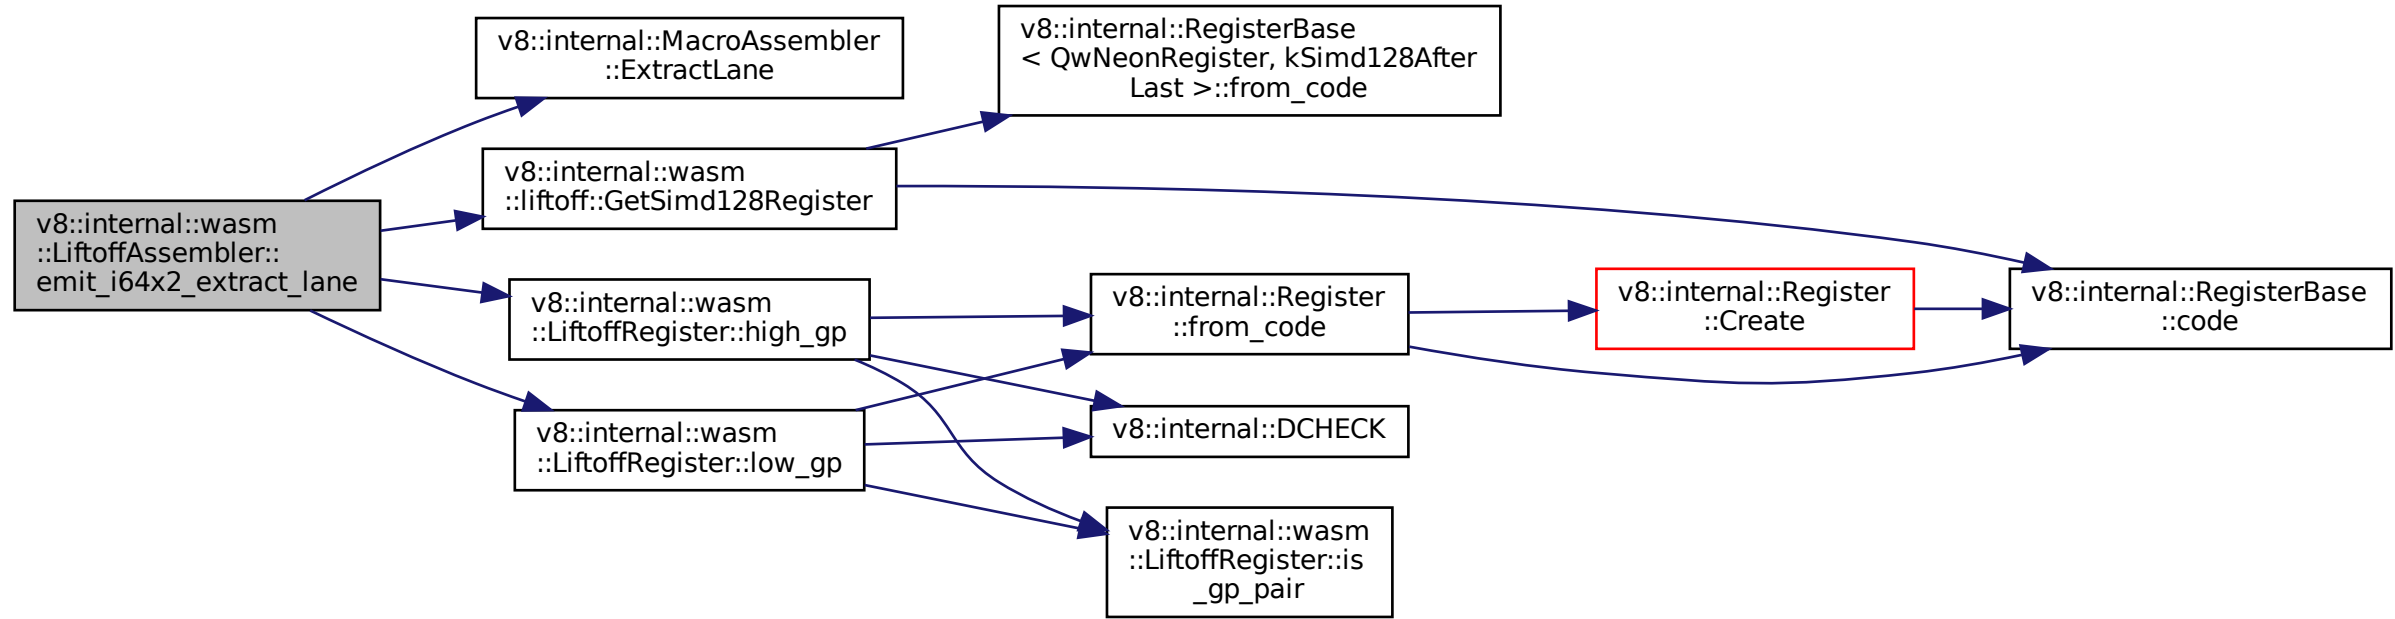 v8::internal::wasm
::LiftoffAssembler::
emit_i64x2_extract_lane
v8::internal::MacroAssembler
::ExtractLane
v8::internal::wasm
::liftoff::GetSimd128Register
v8::internal::wasm
::LiftoffRegister::high_gp
v8::internal::wasm
::LiftoffRegister::low_gp
v8::internal::RegisterBase
< QwNeonRegister, kSimd128After
Last >::from_code
v8::internal::Register
::from_code
v8::internal::DCHECK
v8::internal::wasm
::LiftoffRegister::is
_gp_pair
v8::internal::Register
::Create
v8::internal::RegisterBase
::code